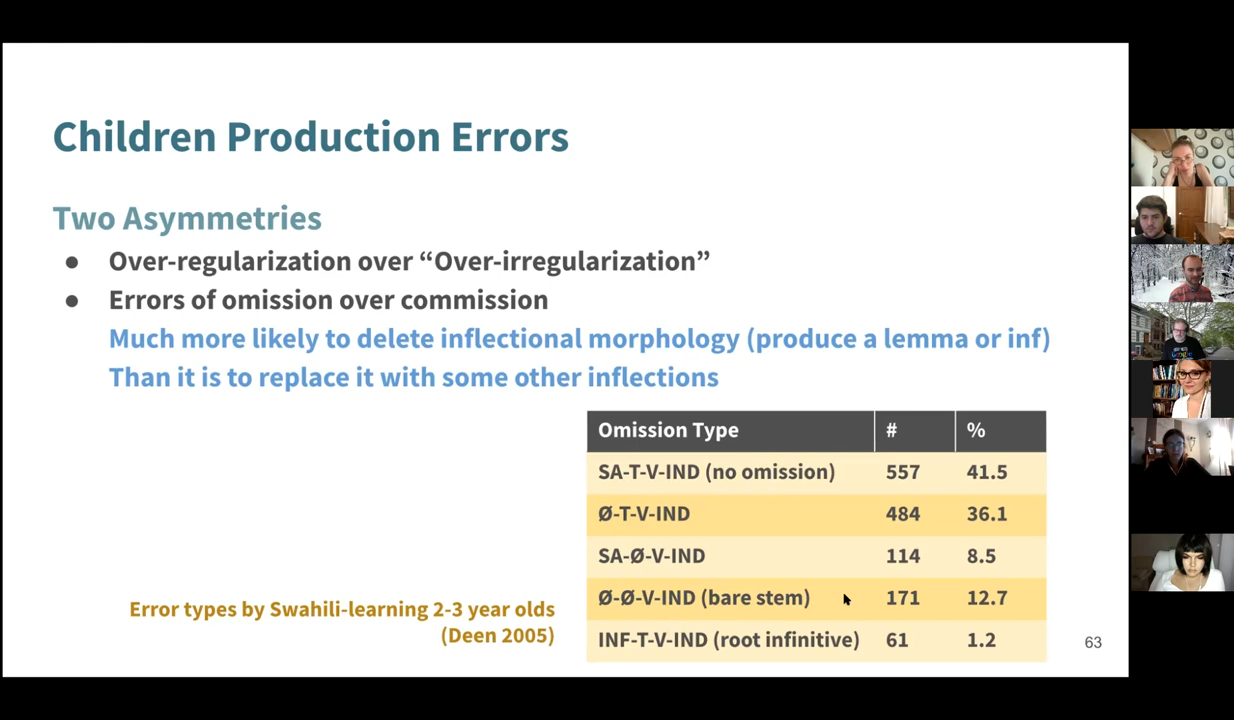 Children Production Errors
Two Asymmetries
● Over-regularization over “Over-irregularization”
● Errors of omission over commission
Much more likely to delete inflectional morphology (produce a lemma or inf)
Than it is to replace it with some other inflections
Omission Type # %
SA-T-V-IND (no omission) 557 41.5
Ø-T-V-IND 484 36.1
SA-Ø-V-IND 114 8.5
Ø-Ø-V-IND (bare stem) 171 12.7
INF-T-V-IND (root infinitive) 61 1.2
Error types by Swahili-learning 2-3 year olds
(Deen 2005)
63